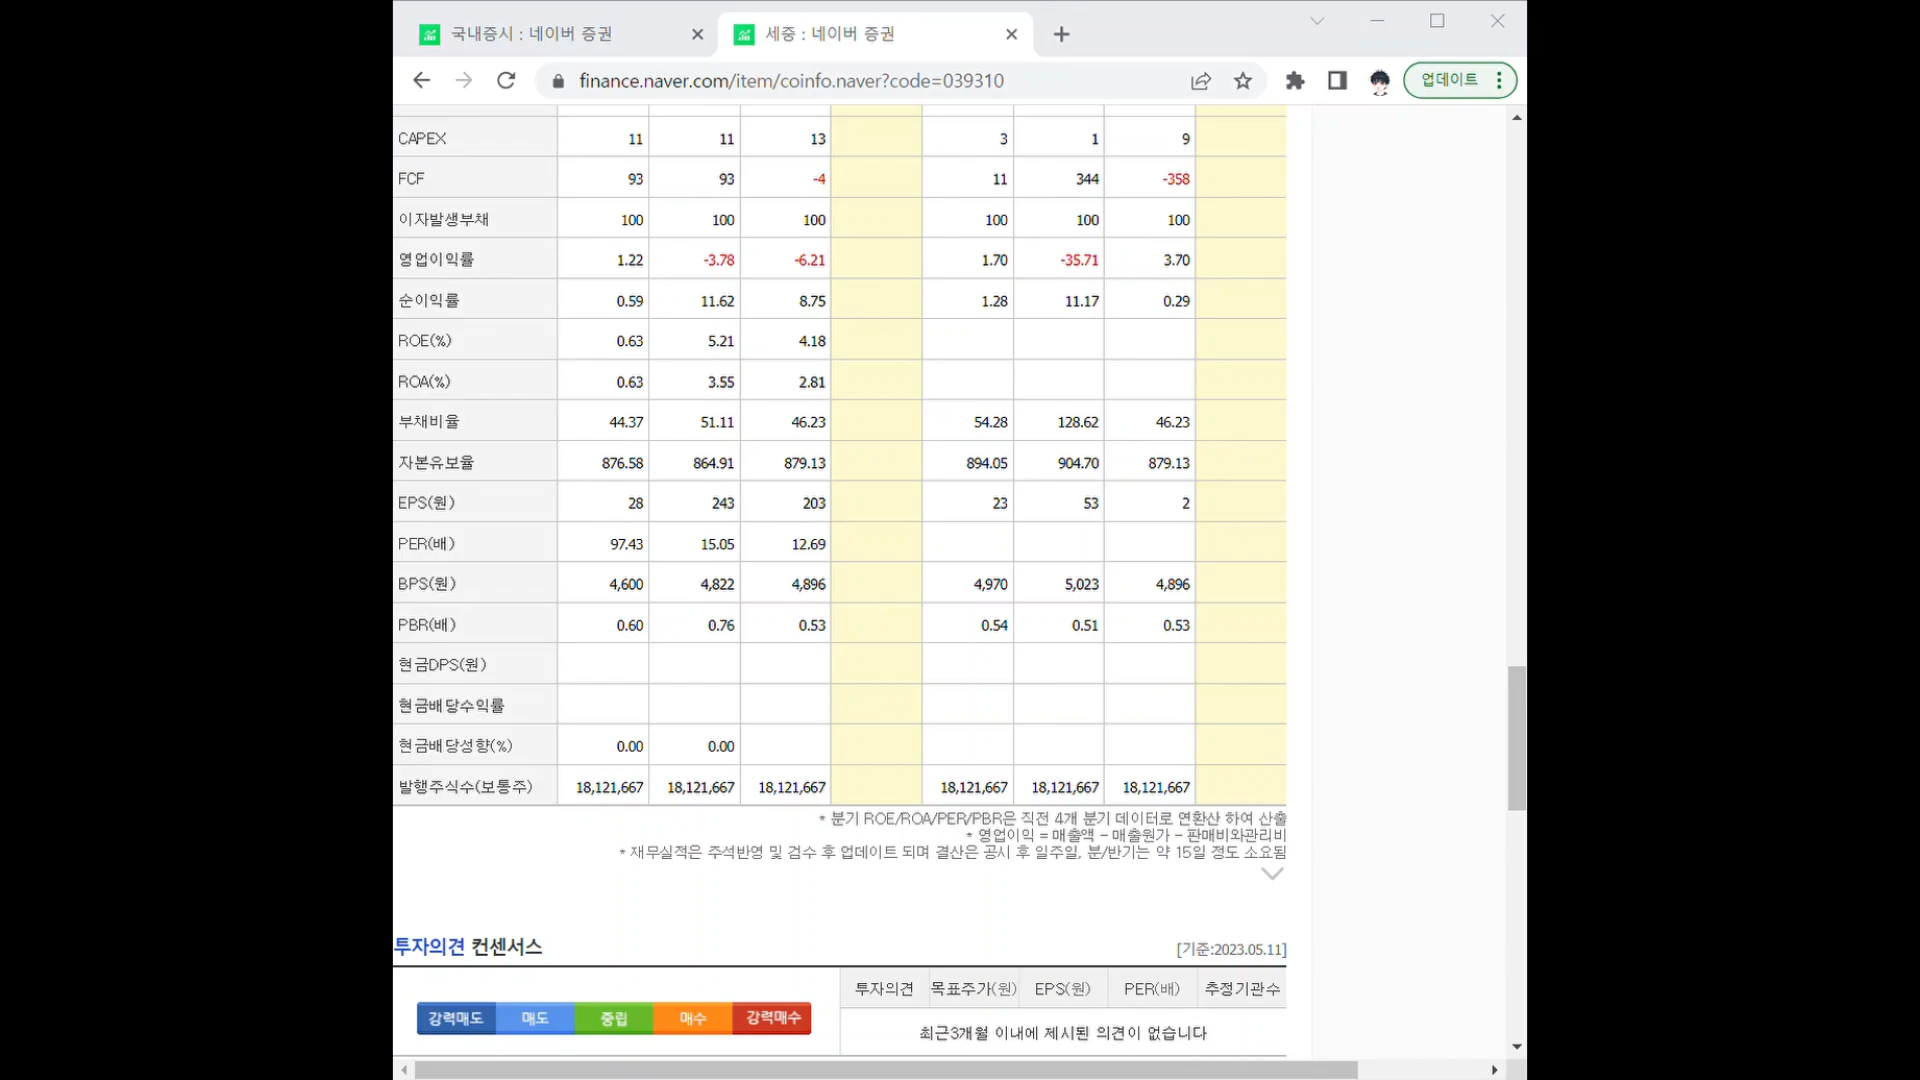 국내증시 : 네이버 증권
세중 : 네이버 증권
finance.naver.com/item/coinfo.naver?code=039310
업데이트
CAPEX 11 11 13 3 1 9
FCF 93 93 -4 11 344 -358
이자발생부채 100 100 100 100 100 100
영업이익률 1.22 -3.78 -6.21 1.70 -35.71 3.70
순이익률 0.59 11.62 8.75 1.28 11.17 0.29
ROE(%) 0.63 5.21 4.18
ROA(%) 0.63 3.55 2.81
부채비율 44.37 51.11 46.23 54.28 128.62 46.23
자본유보율 876.58 864.91 879.13 894.05 904.70 879.13
EPS(원) 28 243 203 23 53 2
PER(배) 97.43 15.05 12.69
BPS(원) 4,600 4,822 4,896 4,970 5,023 4,896
PBR(배) 0.60 0.76 0.53 0.54 0.51 0.53
현금DPS(원)
현금배당수익률
현금배당성향(%) 0.00 0.00
발행주식수(보통주) 18,121,667 18,121,667 18,121,667 18,121,667 18,121,667 18,121,667
* 분기 ROE/ROA/PER/PBR은 직전 4개 분기 데이터로 연환산 하여 산출
* 영업이익 = 매출액 - 매출원가 - 판매비와관리비
* 재무실적은 주석반영 및 검수 후 업데이트 되며 결산은 공시 후 일주일, 분/반기는 약 15일 정도 소요됨
투자의견 컨센서스 [기준:2023.05.11]
강력매도 매도 중립 매수 강력매수
투자의견 목표주가(원) EPS(원) PER(배) 추정기관수
최근3개월 이내에 제시된 의견이 없습니다